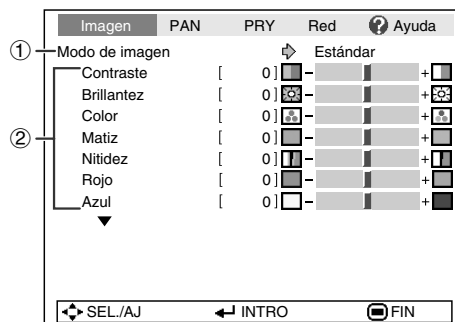 Imagen PAN PRY Red ? Ayuda
① Modo de imagen Estándar
② Contraste [ 0 ] - +
Brillantez [ 0 ] - +
Color [ 0 ] - +
Matiz [ 0 ] - +
Nitidez [ 0 ] - +
Rojo [ 0 ] - +
Azul [ 0 ] - +
SEL./AJ INTRO FIN